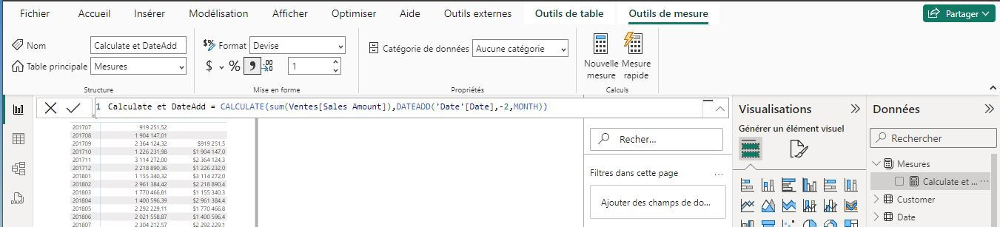 Fichier Accueil Insérer Modélisation Afficher Optimiser Aide Outils externes Outils de table Outils de mesure Partager
Nom Calculate et DateAdd
Table principale Mesures
Structure
Format Devise
$ % 9 .00 1
Mise en forme
Catégorie de données Aucune catégorie
Propriétés
Nouvelle mesure
Mesure rapide
Calculs
1 Calculate et DateAdd = CALCULATE(sum(Ventes[Sales Amount]),DATEADD('Date'[Date],-2,MONTH))
201707 919 251,52
201708 1 904 147,01
201709 2 364 124,32 $919 251,5
201710 1 226 231,98 $1 904 147,0
201711 3 114 272,00 $2 364 124,3
201712 2 218 890,36 $1 226 232,0
201801 1 155 340,32 $3 114 272,0
201802 2 961 384,42 $2 218 890,4
201803 1 770 466,81 $1 155 340,3
201804 1 400 596,39 $2 961 384,4
201805 2 292 229,11 $1 770 466,8
201806 2 021 558,87 $1 400 596,4
2 304 212,57 $2 292 229,1
DAX
Recher...
Filtres dans cette page ...
Ajouter des champs de do...
Visualisations
Générer un élément visuel
Données
Rechercher
Mesures
Calculate et ... ...
Customer
Date